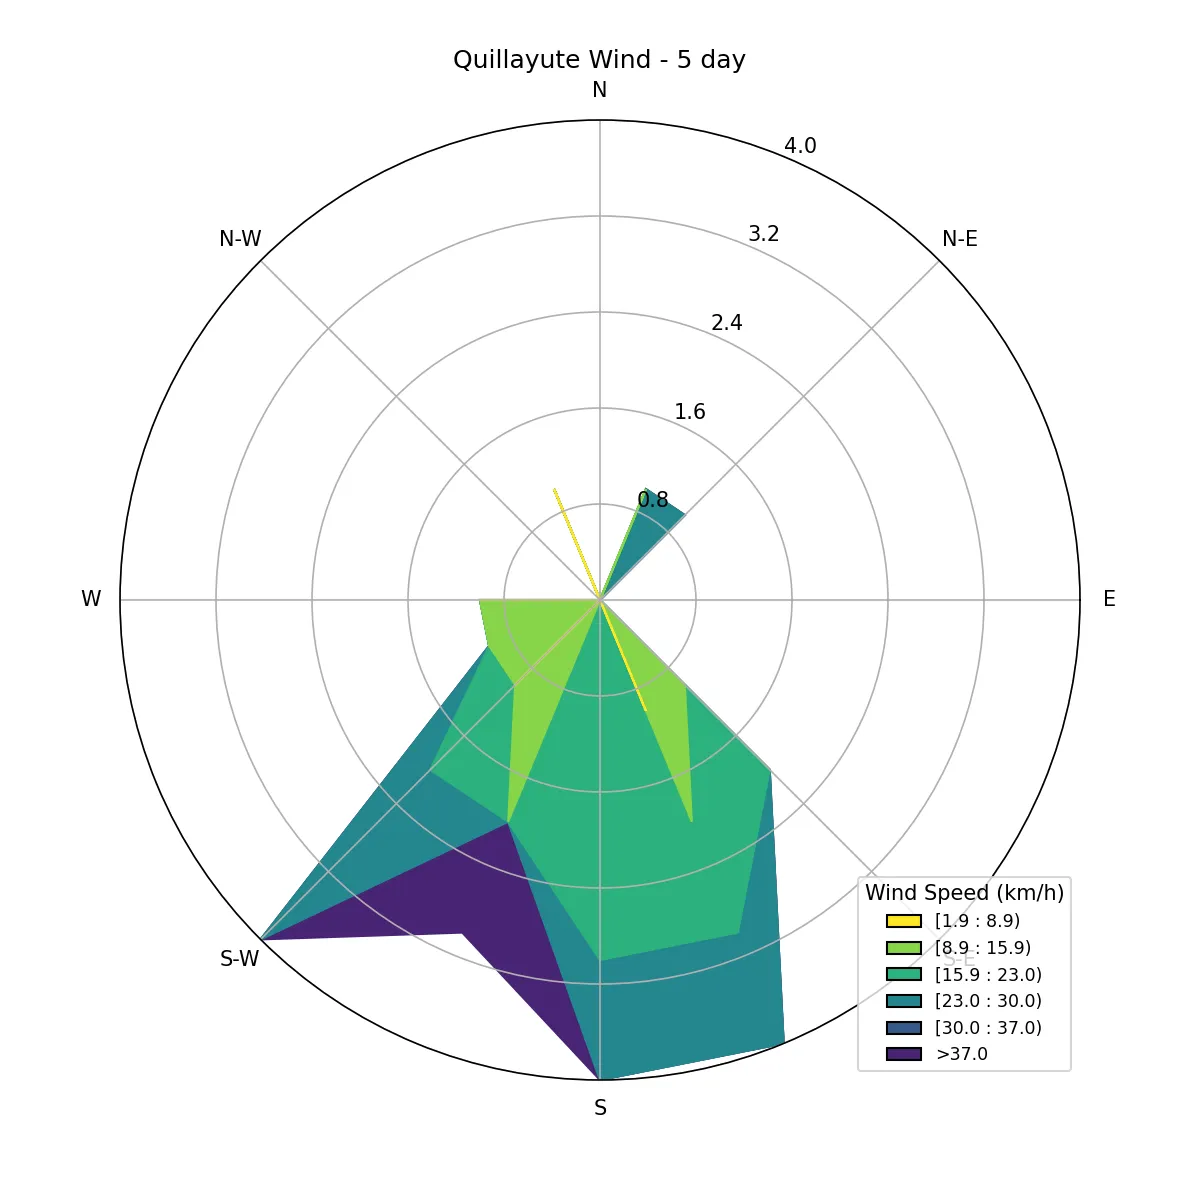 Quillayute Wind - 5 day
N
4.0
N-W
3.2
N-E
2.4
1.6
0.8
W
E
Wind Speed (km/h)
[1.9 : 8.9)
[8.9 : 15.9)
S-W
S-E
[15.9 : 23.0)
[23.0 : 30.0)
[30.0 : 37.0)
>37.0
S